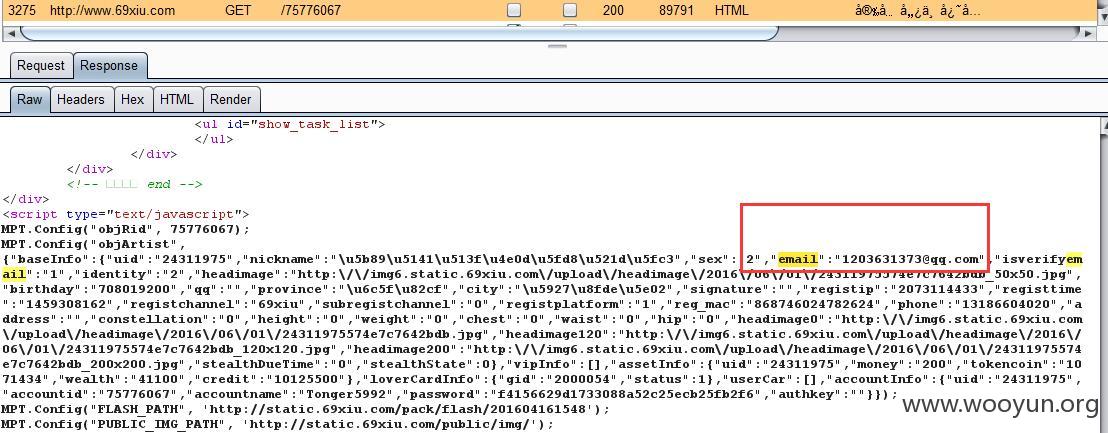 3275 http://www.69xiu.com GET /75776067 200 89791 HTML
Request Response
Raw Headers Hex HTML Render
<ul id="show_task_list">
</ul>
</div>
</div>
<!-- □□□□ end -->
</div>
<script type="text/javascript">
MPT.Config("objRid", 75776067);
MPT.Config("objArtist",
{"baseInfo":{"uid":"24311975","nickname":"\u5b89\u5141\u513f\u4e0d\u5fd8\u521d\u5fc3","sex":"2","email":"1203631373@qq.com","isverifyem
ail":"1","identity":"2","headimage":"http:\/\/img6.static.69xiu.com\/upload\/headimage\/2016\/06\/01\/24311975574e7c7642bdb_50x50.jpg",
"birthday":"708019200","qq":"","province":"\u6c5f\u82cf","city":"\u5927\u8fde\u5e02","signature":"","registip":"2073114433","registtime
":"1459308162","registchannel":"69xiu","subregistchannel":"0","registplatform":"1","reg_mac":"868746024782624","phone":"13186604020","a
ddress":"","constellation":"0","height":"0","weight":"0","chest":"0","waist":"0","hip":"0","headimage0":"http:\/\/img6.static.69xiu.com
\/upload\/headimage\/2016\/06\/01\/24311975574e7c7642bdb.jpg","headimage120":"http:\/\/img6.static.69xiu.com\/upload\/headimage\/2016\/
06\/01\/24311975574e7c7642bdb_120x120.jpg","headimage200":"http:\/\/img6.static.69xiu.com\/upload\/headimage\/2016\/06\/01\/24311975574
e7c7642bdb_200x200.jpg","stealthDueTime":"0","stealthState":0},"vipInfo":[],"assetInfo":{"uid":"24311975","money":"200","tokencoin":"10
71434","wealth":"41100","credit":"10125500"},"loverCardInfo":{"gid":"2000054","status":1},"userCar":[],"accountInfo":{"uid":"24311975",
"accountid":"75776067","accountname":"Tonger5992","password":"f4156629d1733088a52c25ecb25fb2f6","authkey":""}});
MPT.Config("FLASH_PATH", 'http://static.69xiu.com/pack/flash/201604161548');
MPT.Config("PUBLIC_IMG_PATH", 'http://static.69xiu.com/public/img/');
www.wooyun.org